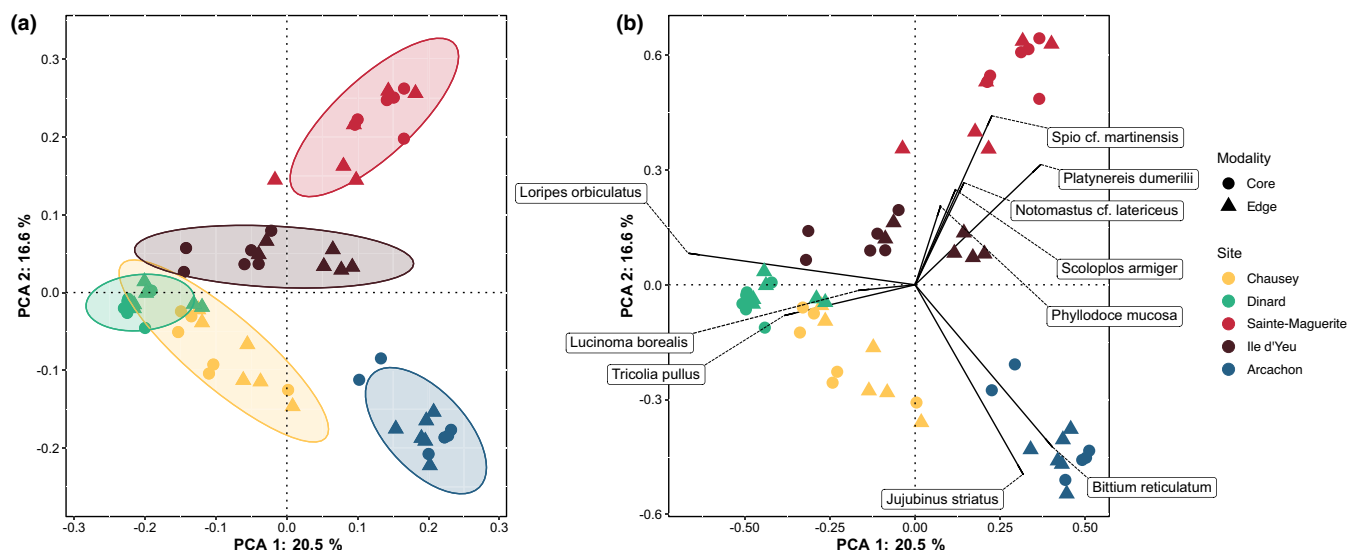 (a)
0.3
0.2
0.1
0.0
-0.1
-0.2
PCA 2: 16.6 %
-0.3
-0.2
-0.1
0.0
0.1
0.2
0.3
PCA 1: 20.5 %
(b)
0.6
0.3
0.0
-0.3
-0.6
PCA 2: 16.6 %
-0.50
-0.25
0.00
0.25
0.50
PCA 1: 20.5 %
Spio cf. martinensis
Platynereis dumerilii
Loripes orbiculatus
Notomastus cf. latericeus
Scoloplos armiger
Phyllodoce mucosa
Lucinoma borealis
Tricolia pullus
Jujubinus striatus
Bittium reticulatum
Modality
Core
Edge
Site
Chausey
Dinard
Sainte-Maguerite
Ile d'Yeu
Arcachon